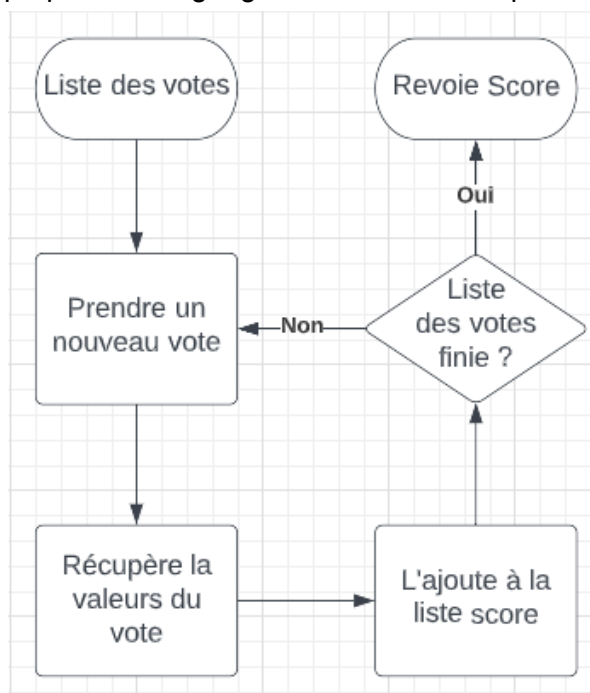 Liste des votes
Revoie Score
Oui
Prendre un
nouveau vote
Non
Liste
des votes
finie ?
Récupère la
valeurs du
vote
L'ajoute à la
liste score